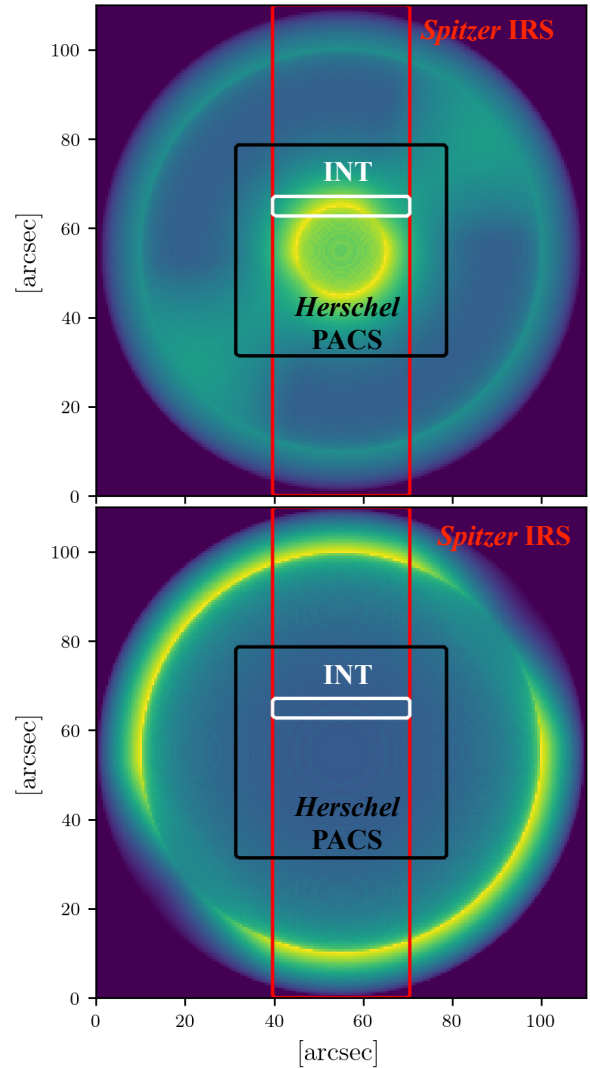 Spitzer IRS
100
INT
80
60
[arcsec]
40
Herschel
PACS
20
0
Spitzer IRS
100
INT
80
60
[arcsec]
40
Herschel
PACS
20
0
0 20 40 60 80 100
[arcsec]